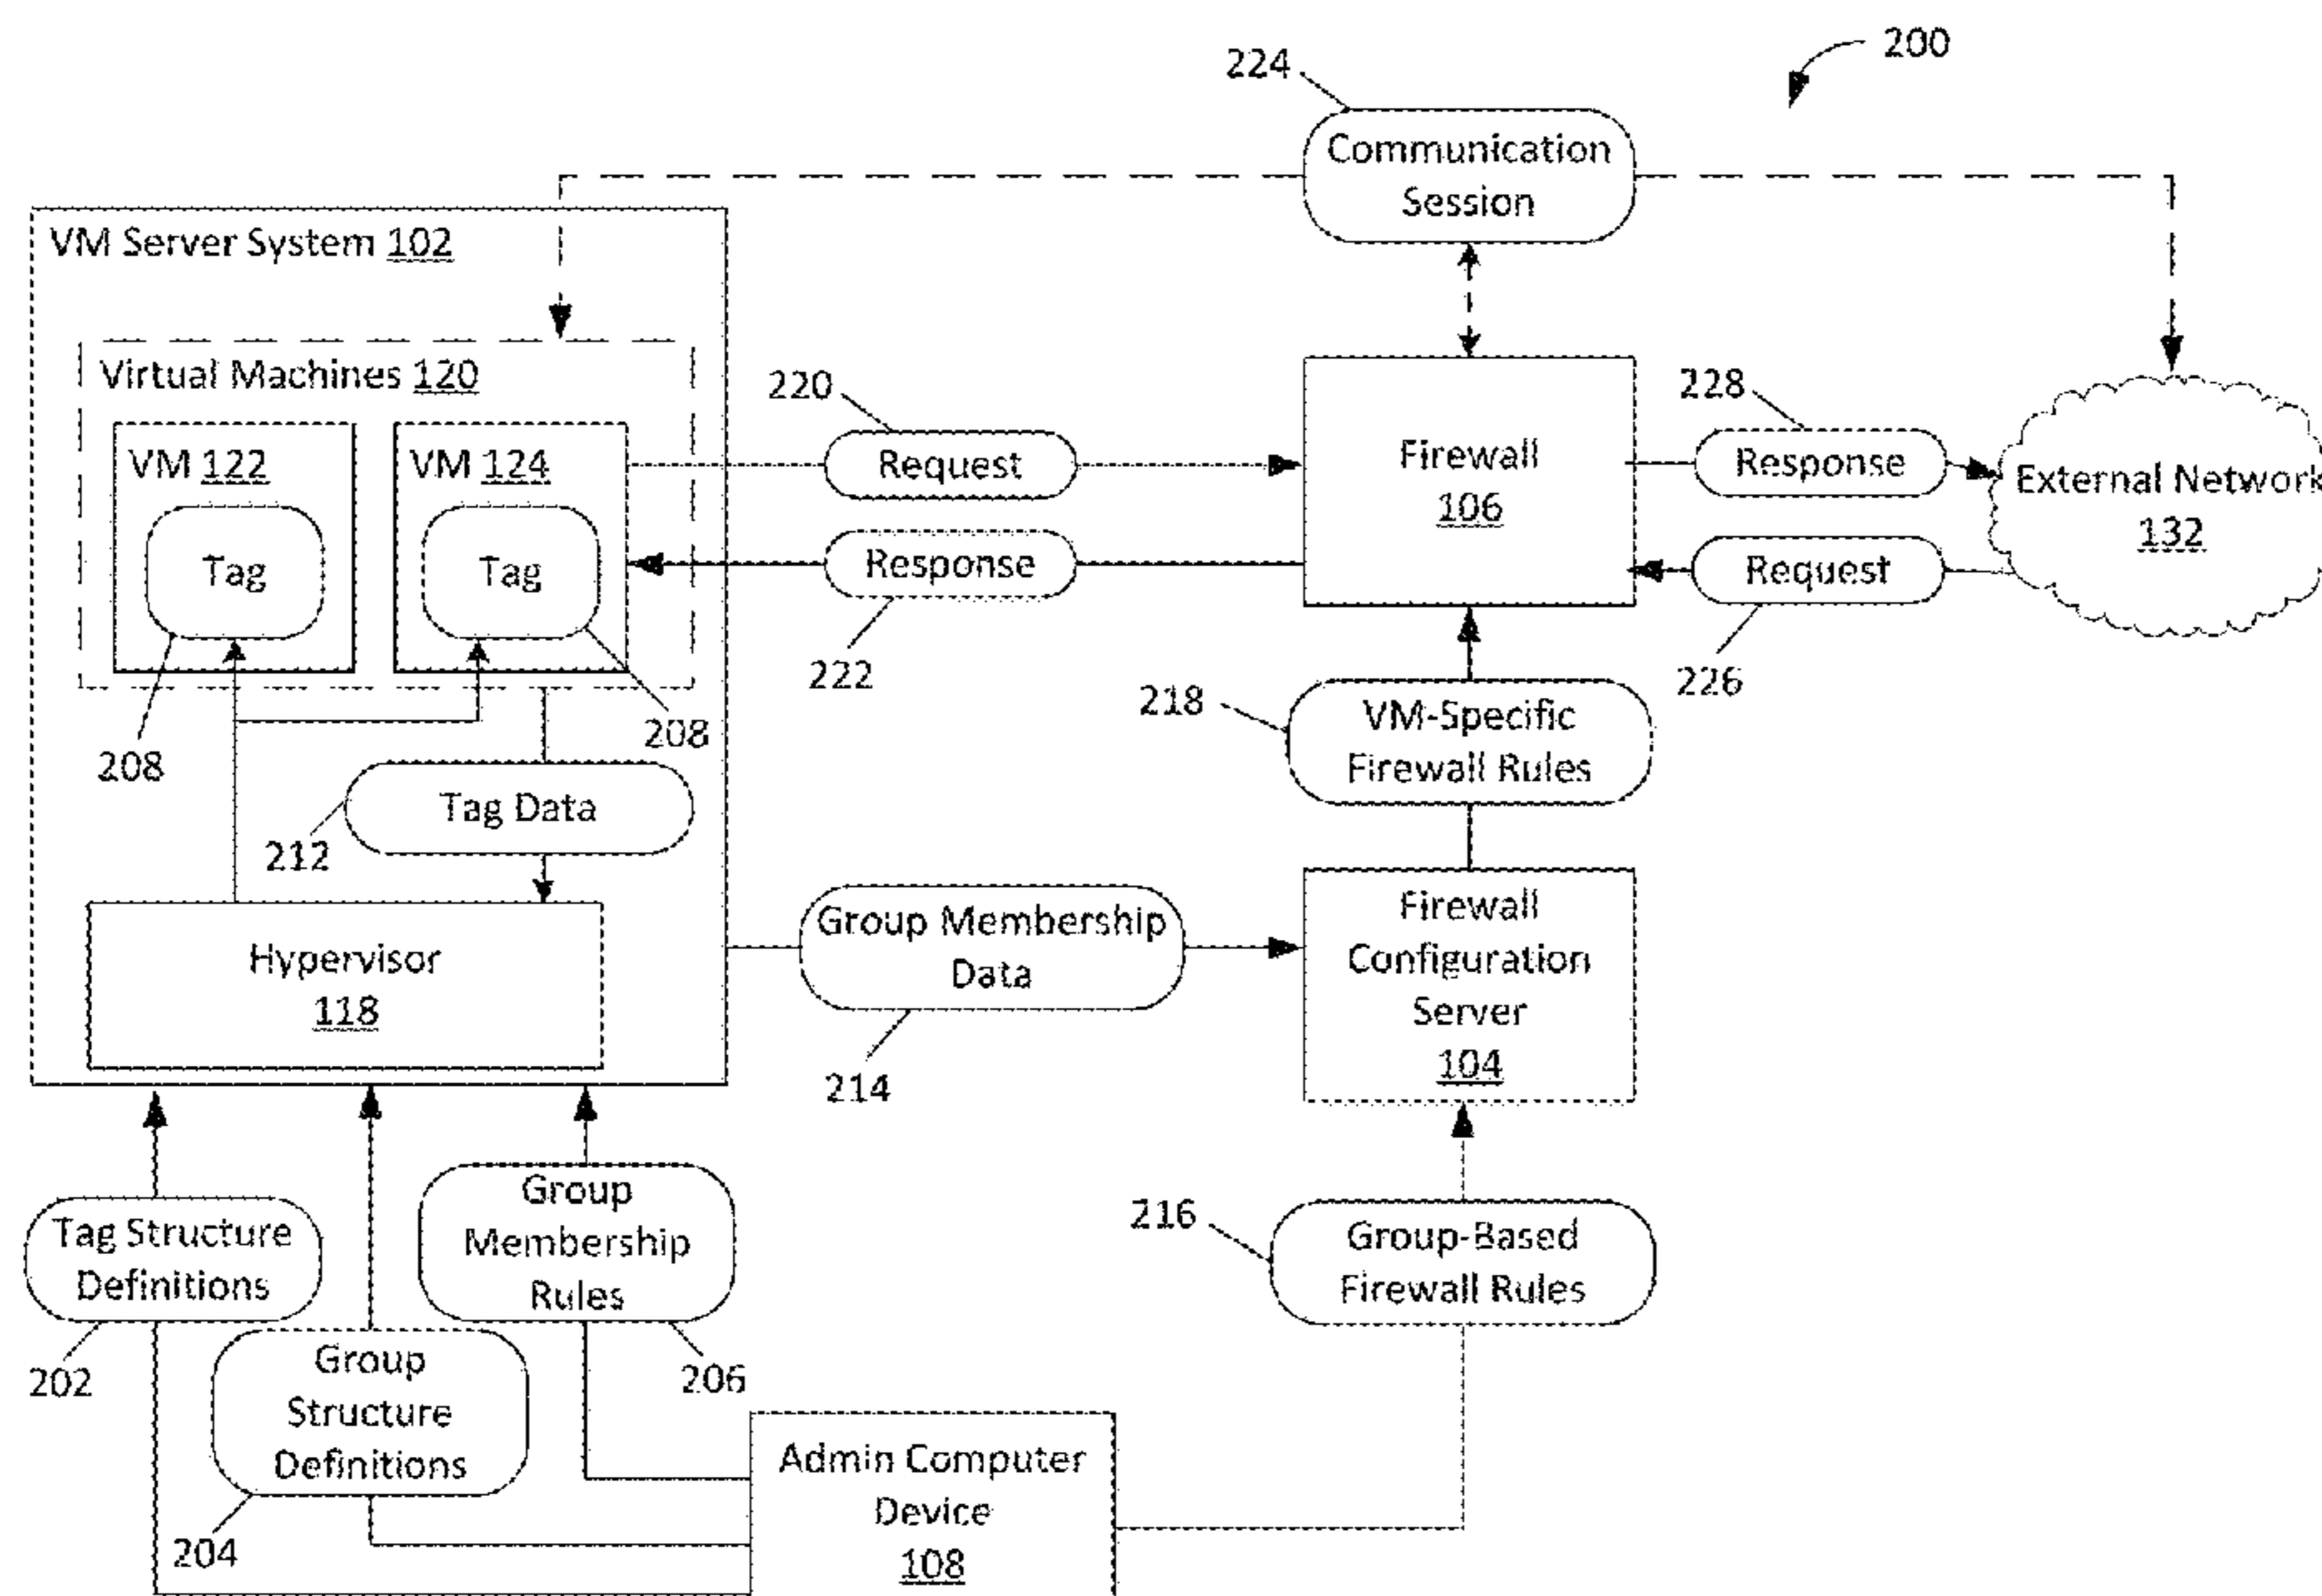 200
224
Communication
Session
VM Server System 102
Virtual Machines 120
VM 122
Tag
VM 124
Tag
208
208
220
Request
Response
222
Firewall
106
228
Response
External Network
132
Request
226
218
VM-Specific
Firewall Rules
Tag Data
212
Hypervisor
118
Group Membership
Data
214
Firewall
Configuration
Server
104
Tag Structure
Definitions
202
Group
Membership
Rules
206
Group
Structure
Definitions
204
216
Group-Based
Firewall Rules
Admin Computer
Device
108